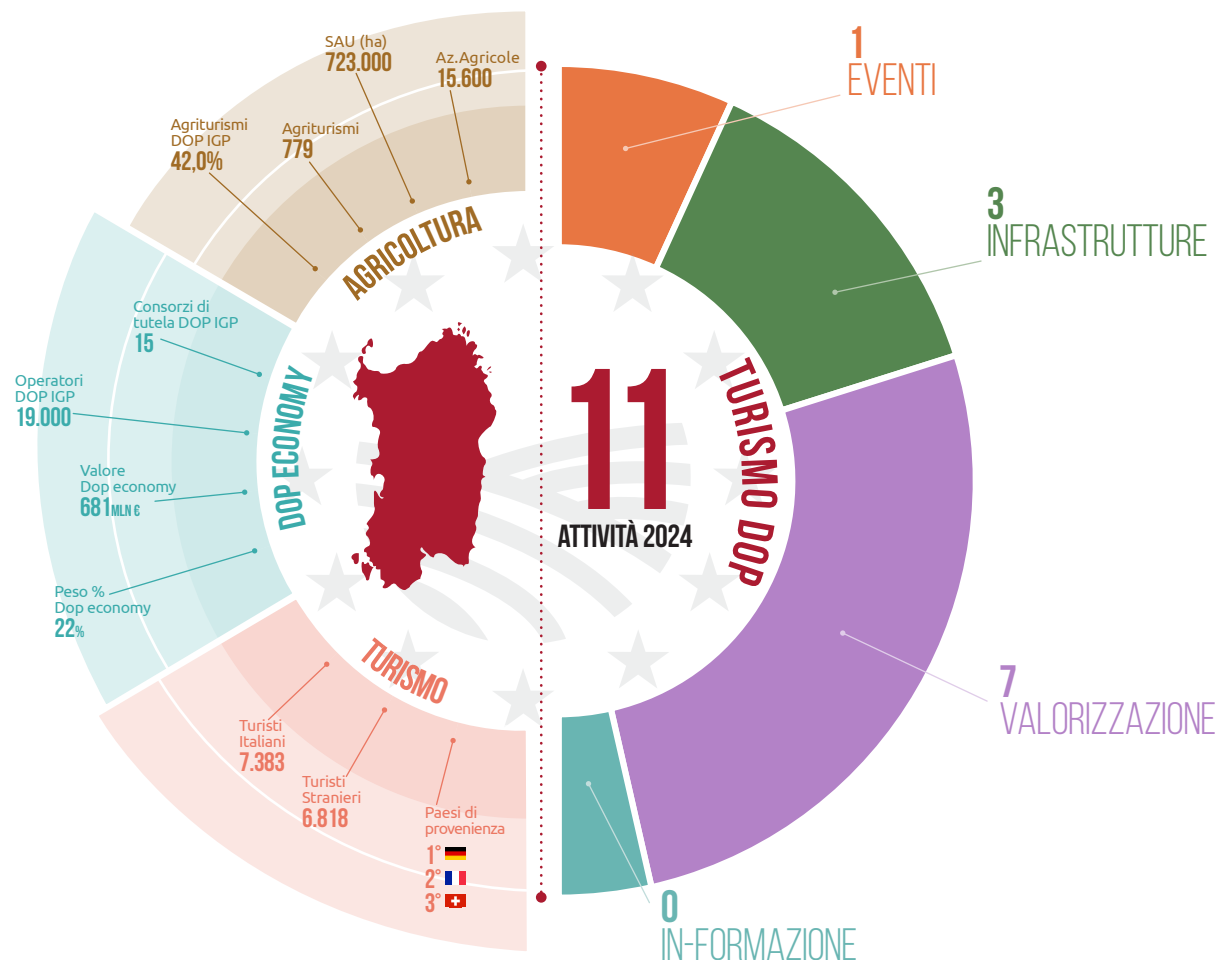 SAU (ha)
723.000
Az.Agricole
15.600
Agriturismi
DOP IGP
42,0%
Agriturismi
779
AGRICOLTURA
Consorzi di
tutela DOP IGP
15
Operatori
DOP IGP
19.000
Valore
Dop economy
681 MLN €
Peso %
Dop economy
22%
DOP ECONOMY
TURISMO
Turisti
Italiani
7.383
Turisti
Stranieri
6.818
Paesi di
provenienza
1°
2°
3°
11
ATTIVITÀ 2024
TURISMO DOP
1
EVENTI
3
INFRASTRUTTURE
7
VALORIZZAZIONE
0
IN-FORMAZIONE